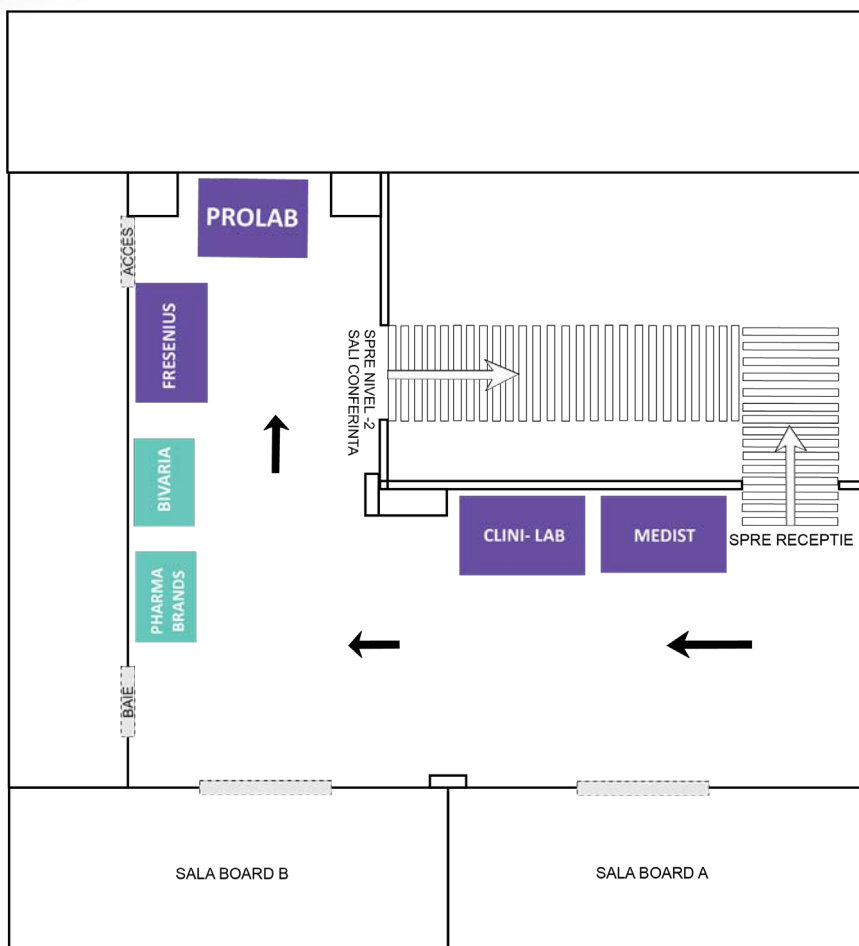 PROLAB
ACCES
FRESENIUS
SPRE NIVEL -2
SALI CONFERINTA
BIVARIA
CLINI- LAB
MEDIST
SPRE RECEPTIE
PHARMA
BRANDS
BAIE
SALA BOARD B
SALA BOARD A